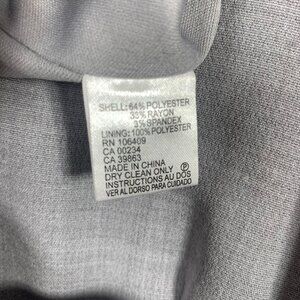 SHELL: 64% POLYESTER
33% RAYON
3% SPANDEX
LINING: 100% POLYESTER
RN 106409
CA 00234
CA 39863
MADE IN CHINA
DRY CLEAN ONLY Ⓟ
INSTRUCTIONS AU DOS
VER AL DORSO PARA CUIDADO